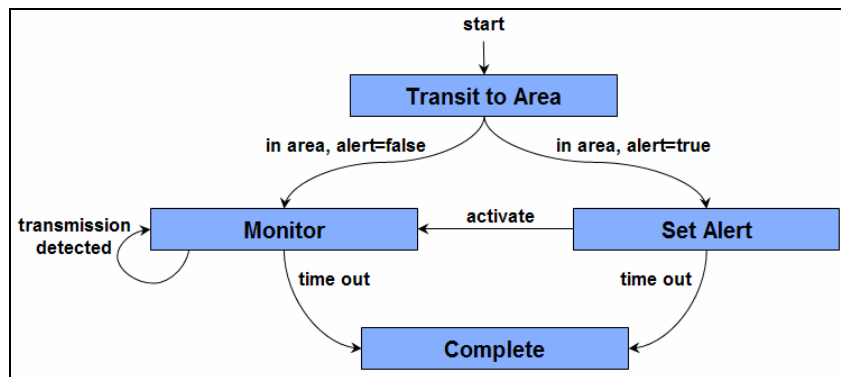 start
Transit to Area
in area, alert=false
in area, alert=true
transmission
detected
Monitor
activate
Set Alert
time out
time out
Complete